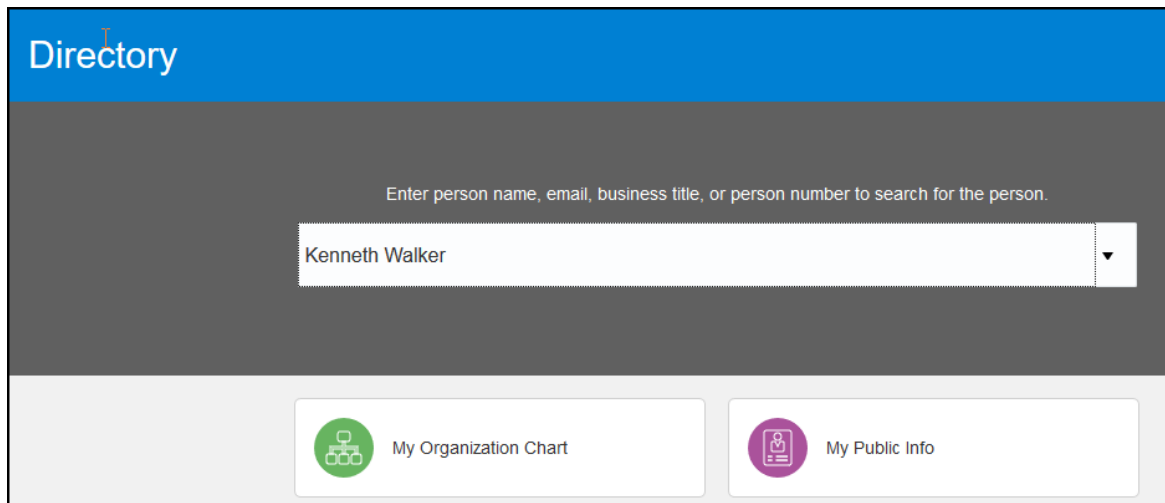 Directory
Enter person name, email, business title, or person number to search for the person.
Kenneth Walker
My Organization Chart
My Public Info